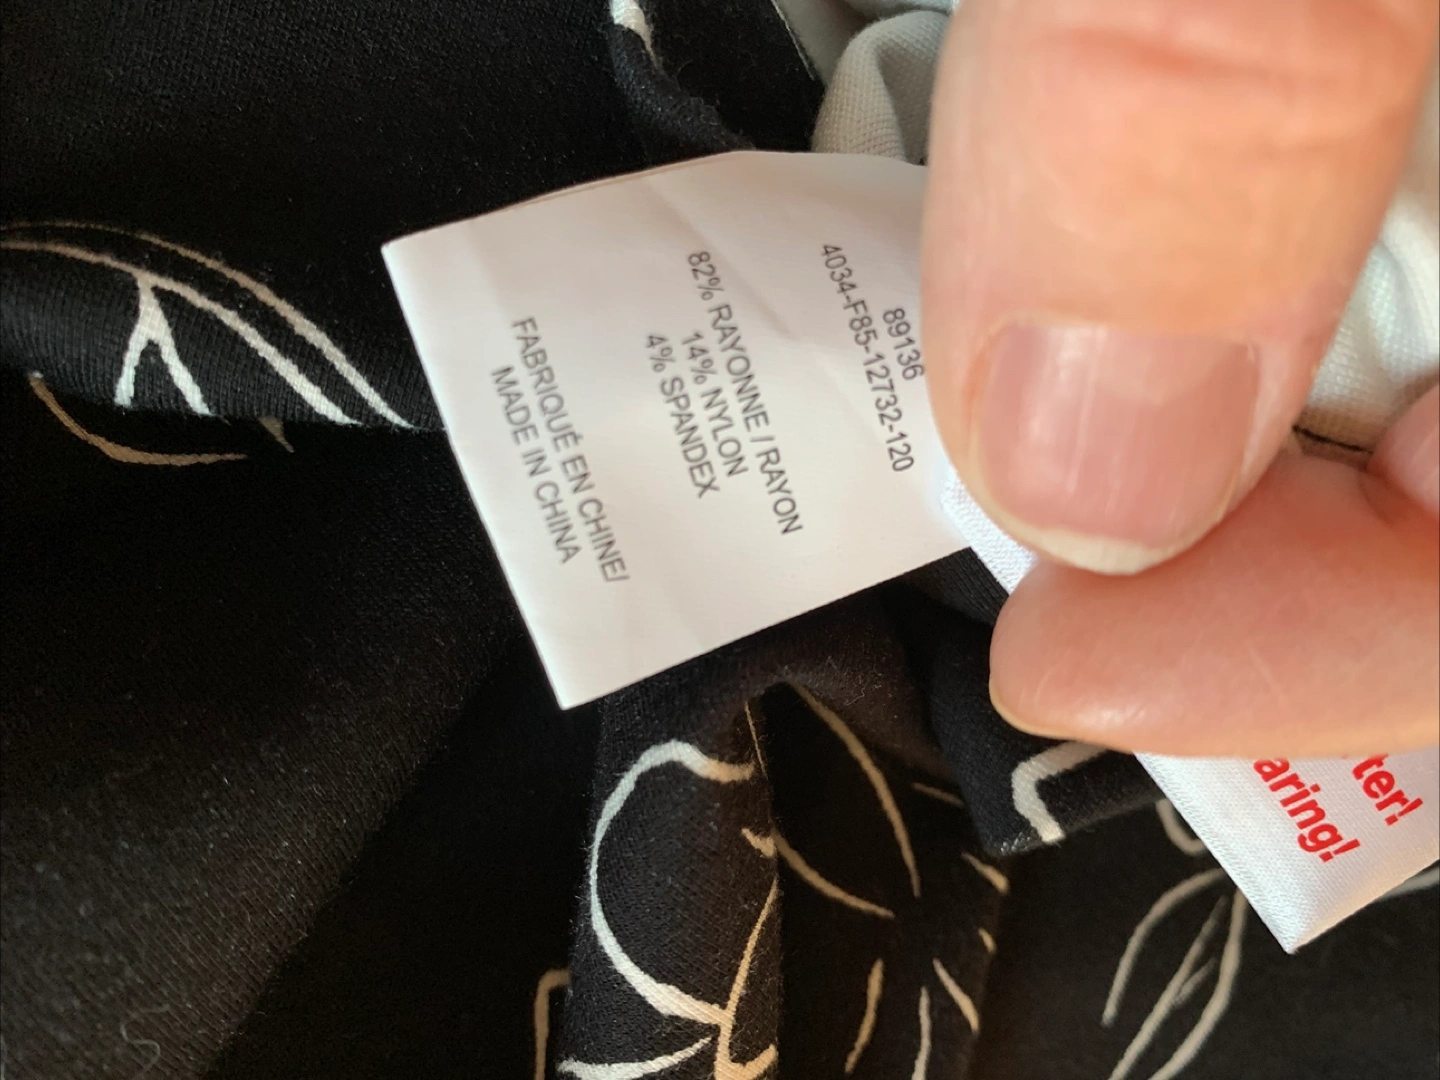 89136
4034-F85-12732-120
82% RAYONNE / RAYON
14% NYLON
4% SPANDEX
FABRIQUÉ EN CHINE/
MADE IN CHINA
ter!
aring!